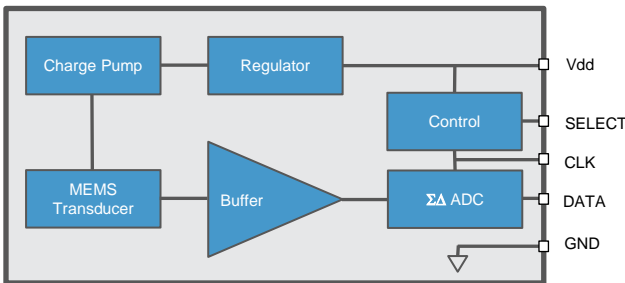 Charge Pump
Regulator
Vdd
Control
SELECT
CLK
MEMS
Transducer
Buffer
ΣΔ ADC
DATA
GND